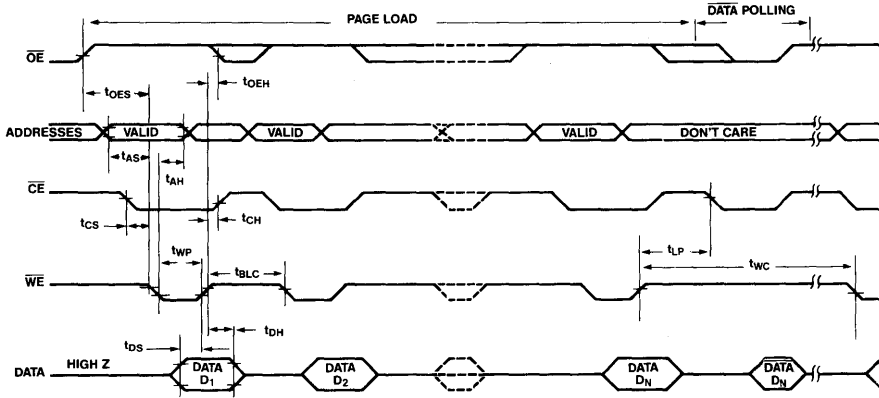 PAGE LOAD
DATA POLLING
OE
tOES
tOEH
ADDRESSES
VALID
VALID
VALID
DON'T CARE
tAS
tAH
CE
tCS
tCH
tWP
tBLC
tLP
tWC
WE
tDS
tDH
DATA
HIGH Z
DATA
D1
DATA
D2
DATA
DN
DATA
DN